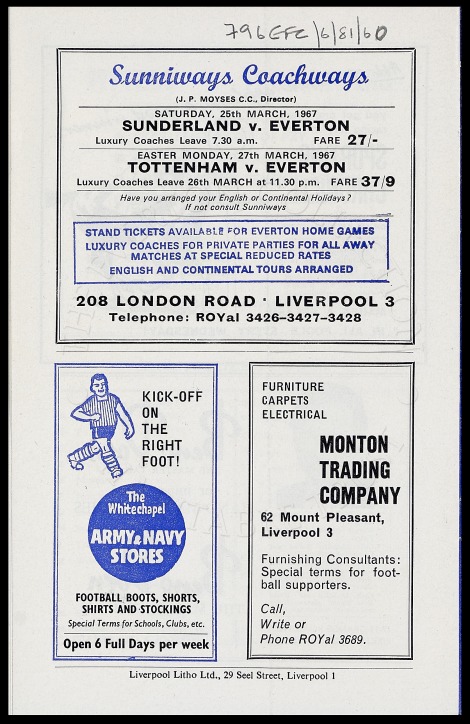 796EFC/6/81/60
Sunniways Coachways
(J. P. MOYSES C.C., Director)
SATURDAY, 25th MARCH, 1967
SUNDERLAND v. EVERTON
Luxury Coaches Leave 7.30 a.m. FARE 27/-
EASTER MONDAY, 27th MARCH, 1967
TOTTENHAM v. EVERTON
Luxury Coaches Leave 26th MARCH at 11.30 p.m. FARE 37/9
Have you arranged your English or Continental Holidays?
If not consult Sunniways
STAND TICKETS AVAILABLE FOR EVERTON HOME GAMES
LUXURY COACHES FOR PRIVATE PARTIES FOR ALL AWAY
MATCHES AT SPECIAL REDUCED RATES
ENGLISH AND CONTINENTAL TOURS ARRANGED
208 LONDON ROAD · LIVERPOOL 3
Telephone: ROYal 3426–3427–3428
KICK-OFF
ON
THE
RIGHT
FOOT!
The
Whitechapel
ARMY & NAVY
STORES
FOOTBALL BOOTS, SHORTS,
SHIRTS AND STOCKINGS
Special Terms for Schools, Clubs, etc.
Open 6 Full Days per week
FURNITURE
CARPETS
ELECTRICAL
MONTON
TRADING
COMPANY
62 Mount Pleasant,
Liverpool 3
Furnishing Consultants:
Special terms for foot-
ball supporters.
Call,
Write or
Phone ROYal 3689.
Liverpool Litho Ltd., 29 Seel Street, Liverpool 1